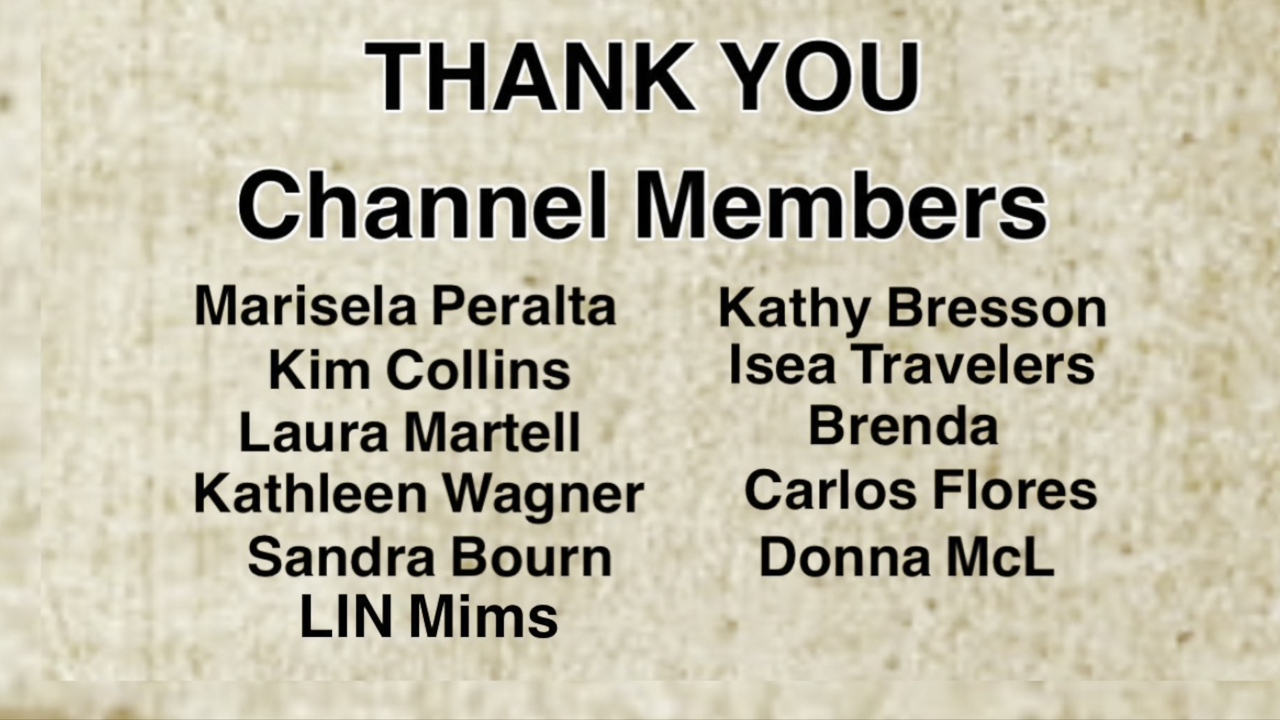 THANK YOU
Channel Members
Marisela Peralta
Kim Collins
Laura Martell
Kathleen Wagner
Sandra Bourn
LIN Mims
Kathy Bresson
Isea Travelers
Brenda
Carlos Flores
Donna McL